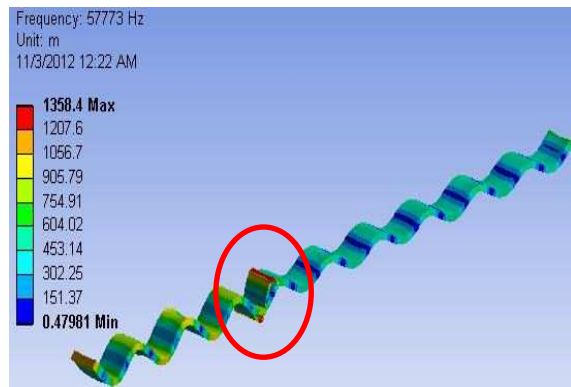 Frequency: 57773 Hz
Unit: m
11/3/2012 12:22 AM
1358.4 Max
1207.6
1056.7
905.79
754.91
604.02
453.14
302.25
151.37
0.47981 Min